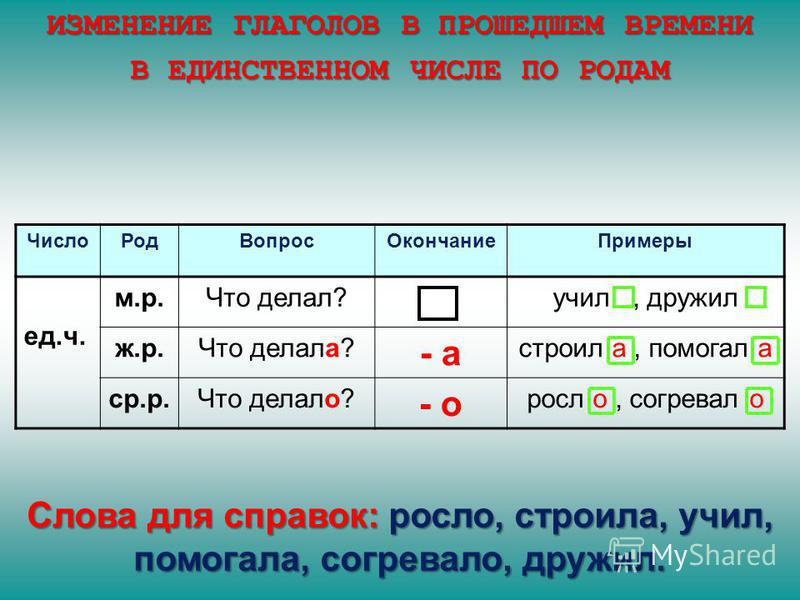 ИЗМЕНЕНИЕ ГЛАГОЛОВ В ПРОШЕДШЕМ ВРЕМЕНИ
В ЕДИНСТВЕННОМ ЧИСЛЕ ПО РОДАМ
Число Род Вопрос Окончание Примеры
ед.ч.
м.р. Что делал? учил , дружил
ж.р. Что делала? - а строил а , помогал а
ср.р. Что делало? - о росл о , согревал о
Слова для справок: росло, строила, учил,
помогала, согревало, дружил.
MyShared